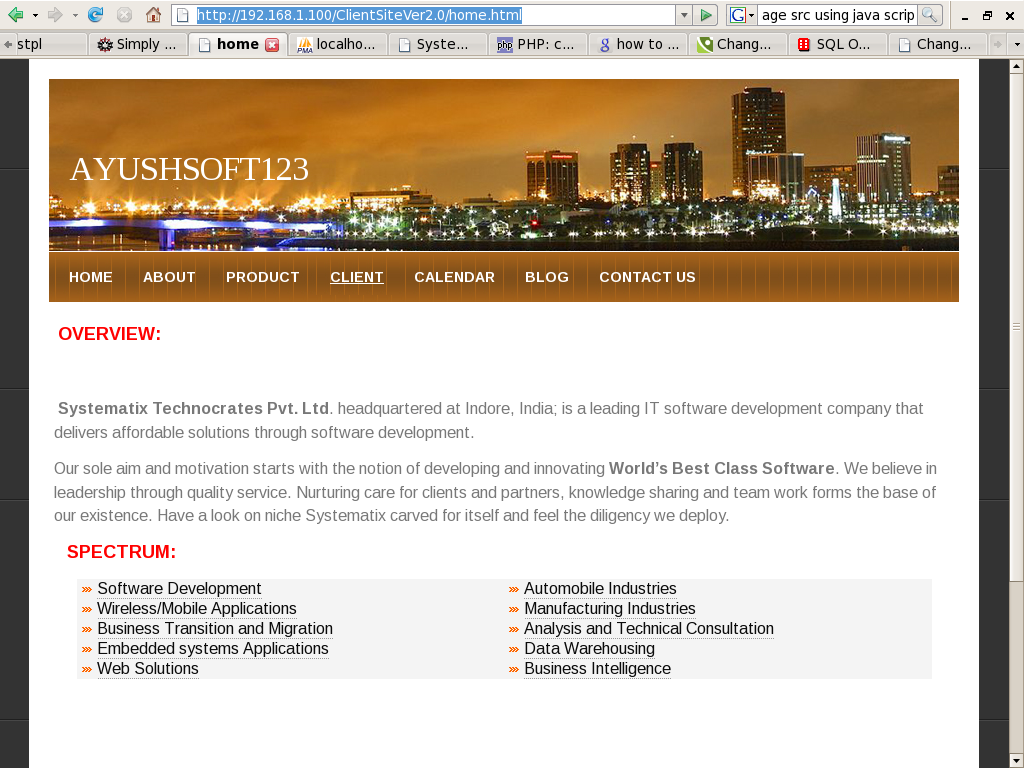 http://192.168.1.100/ClientSiteVer2.0/home.html
age src using java scrip
stpl
Simply ...
home
localho...
Syste...
PHP: c...
how to ...
Chang...
SQL O...
Chang...
AYUSHSOFT123
HOME ABOUT PRODUCT CLIENT CALENDAR BLOG CONTACT US
OVERVIEW:
Systematix Technocrates Pvt. Ltd. headquartered at Indore, India; is a leading IT software development company that
delivers affordable solutions through software development.
Our sole aim and motivation starts with the notion of developing and innovating World's Best Class Software. We believe in
leadership through quality service. Nurturing care for clients and partners, knowledge sharing and team work forms the base of
our existence. Have a look on niche Systematix carved for itself and feel the diligency we deploy.
SPECTRUM:
Software Development
Wireless/Mobile Applications
Business Transition and Migration
Embedded systems Applications
Web Solutions
Automobile Industries
Manufacturing Industries
Analysis and Technical Consultation
Data Warehousing
Business Intelligence